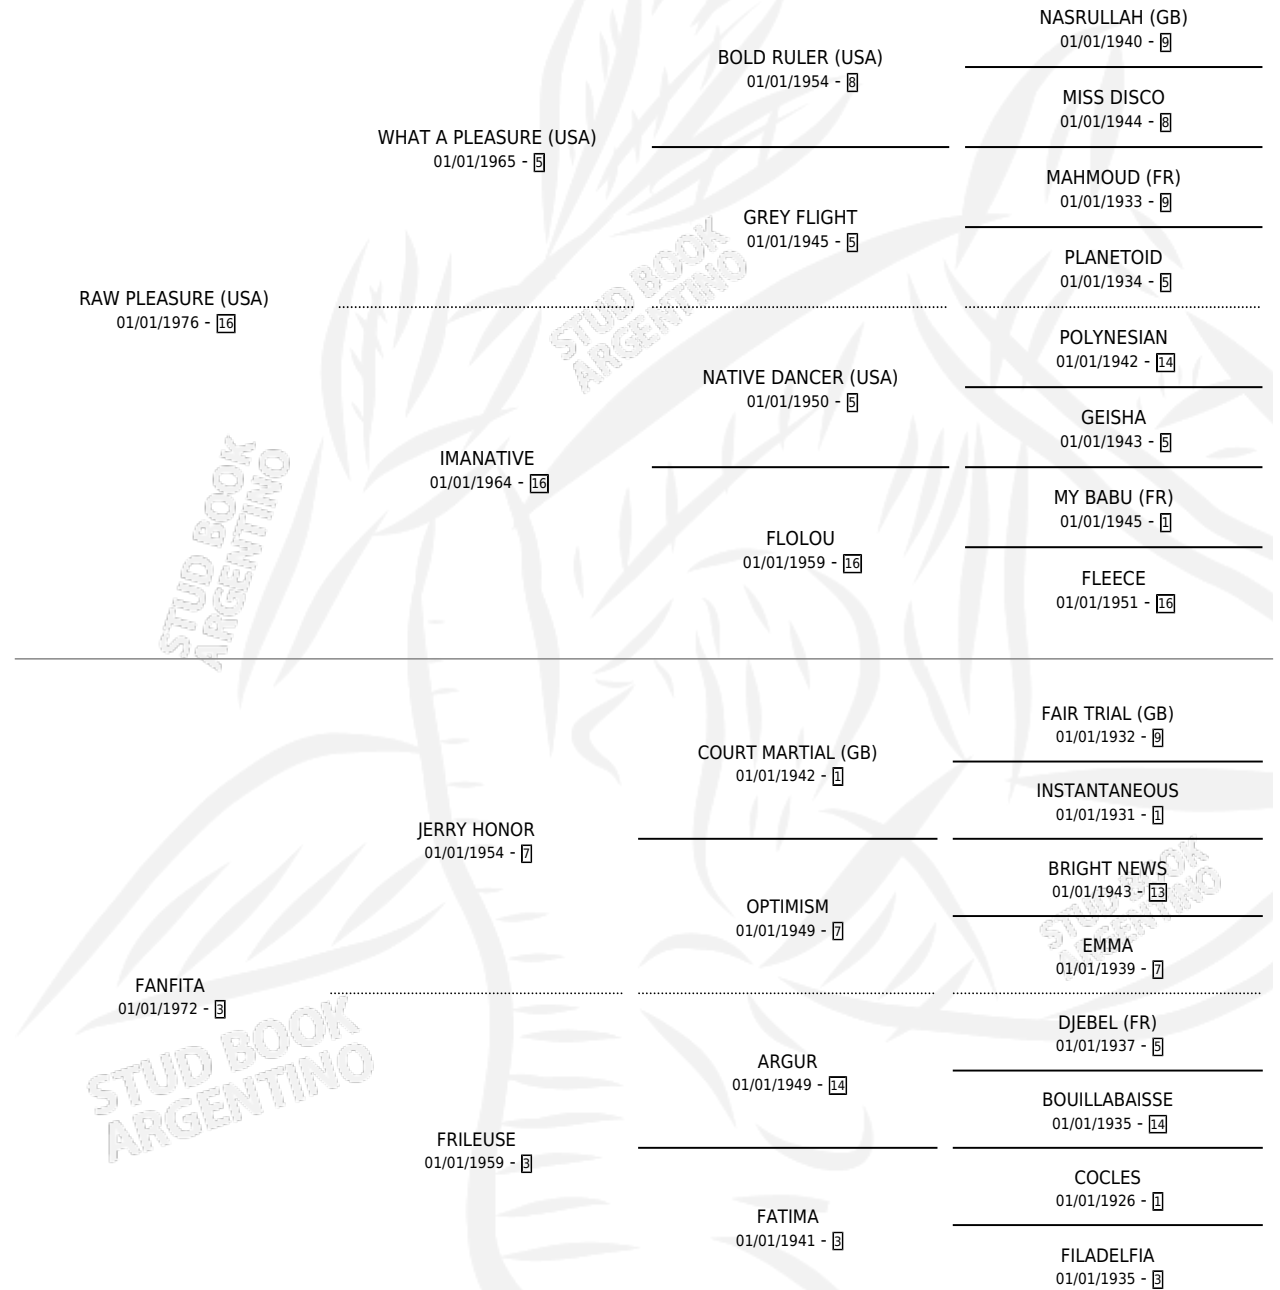 NASRULLAH (GB)
01/01/1940 - 9
BOLD RULER (USA)
01/01/1954 - 8
MISS DISCO
01/01/1944 - 8
WHAT A PLEASURE (USA)
01/01/1965 - 5
MAHMOUD (FR)
01/01/1933 - 9
GREY FLIGHT
01/01/1945 - 5
PLANETOID
01/01/1934 - 5
RAW PLEASURE (USA)
01/01/1976 - 16
POLYNESIAN
01/01/1942 - 14
NATIVE DANCER (USA)
01/01/1950 - 5
GEISHA
01/01/1943 - 5
IMANATIVE
01/01/1964 - 16
MY BABU (FR)
01/01/1945 - 1
FLOLOU
01/01/1959 - 16
FLEECE
01/01/1951 - 16
FAIR TRIAL (GB)
01/01/1932 - 9
COURT MARTIAL (GB)
01/01/1942 - 1
INSTANTANEOUS
01/01/1931 - 1
JERRY HONOR
01/01/1954 - 7
BRIGHT NEWS
01/01/1943 - 13
OPTIMISM
01/01/1949 - 7
EMMA
01/01/1939 - 7
FANFITA
01/01/1972 - 3
DJEBEL (FR)
01/01/1937 - 5
ARGUR
01/01/1949 - 14
BOUILLABAISSE
01/01/1935 - 14
FRILEUSE
01/01/1959 - 3
COCLES
01/01/1926 - 1
FATIMA
01/01/1941 - 3
FILADELFIA
01/01/1935 - 3
STUD BOOK
ARGENTINO
STUD BOOK
ARGENTINO
STUD BOOK
ARGENTINO
STUD BOOK
ARGENTINO